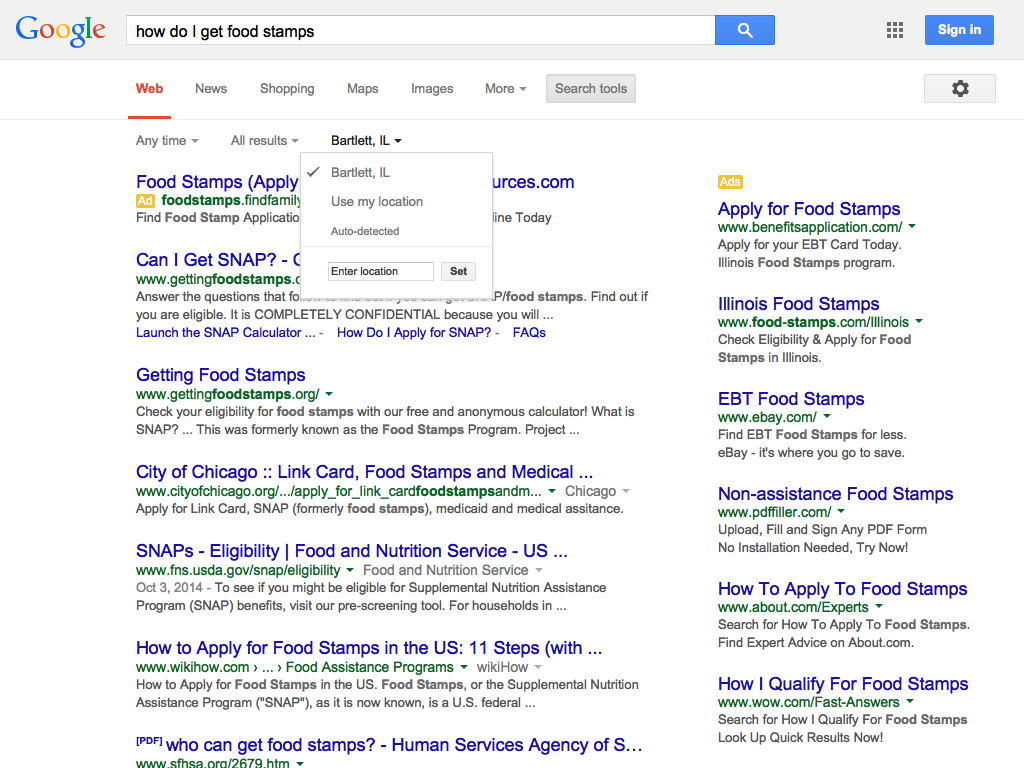 Google
how do I get food stamps
Sign in
Web News Shopping Maps Images More Search tools
Any time All results Bartlett, IL
Bartlett, IL
Use my location
Auto-detected
Enter location Set
Food Stamps (Apply urces.com
Ad foodstamps.findfamily
Find Food Stamp Applicatio line Today
Can I Get SNAP? -
www.gettingfoodstamps.
Answer the questions that P/food stamps. Find out if
you are eligible. It is COMPLETELY CONFIDENTIAL because you will ...
Launch the SNAP Calculator ... - How Do I Apply for SNAP? - FAQs
Getting Food Stamps
www.gettingfoodstamps.org/
Check your eligibility for food stamps with our free and anonymous calculator! What is
SNAP? ... This was formerly known as the Food Stamps Program. Project ...
City of Chicago :: Link Card, Food Stamps and Medical ...
www.cityofchicago.org/.../apply_for_link_cardfoodstampsandm... Chicago
Apply for Link Card, SNAP (formerly food stamps), medicaid and medical assitance.
SNAPs - Eligibility | Food and Nutrition Service - US ...
www.fns.usda.gov/snap/eligibility Food and Nutrition Service
Oct 3, 2014 - To see if you might be eligible for Supplemental Nutrition Assistance
Program (SNAP) benefits, visit our pre-screening tool. For households in ...
How to Apply for Food Stamps in the US: 11 Steps (with ...
www.wikihow.com › ... › Food Assistance Programs wikiHow
How to Apply for Food Stamps in the US. Food Stamps, or the Supplemental Nutrition
Assistance Program ("SNAP"), as it is now known, is a U.S. federal ...
[PDF] who can get food stamps? - Human Services Agency of S...
www.sfhsa.org/2679.htm
Ads
Apply for Food Stamps
www.benefitsapplication.com/
Apply for your EBT Card Today.
Illinois Food Stamps program.
Illinois Food Stamps
www.food-stamps.com/Illinois
Check Eligibility & Apply for Food
Stamps in Illinois.
EBT Food Stamps
www.ebay.com/
Find EBT Food Stamps for less.
eBay - it's where you go to save.
Non-assistance Food Stamps
www.pdffiller.com/
Upload, Fill and Sign Any PDF Form
No Installation Needed, Try Now!
How To Apply To Food Stamps
www.about.com/Experts
Search for How To Apply To Food Stamps.
Find Expert Advice on About.com.
How I Qualify For Food Stamps
www.wow.com/Fast-Answers
Search for How I Qualify For Food Stamps
Look Up Quick Results Now!